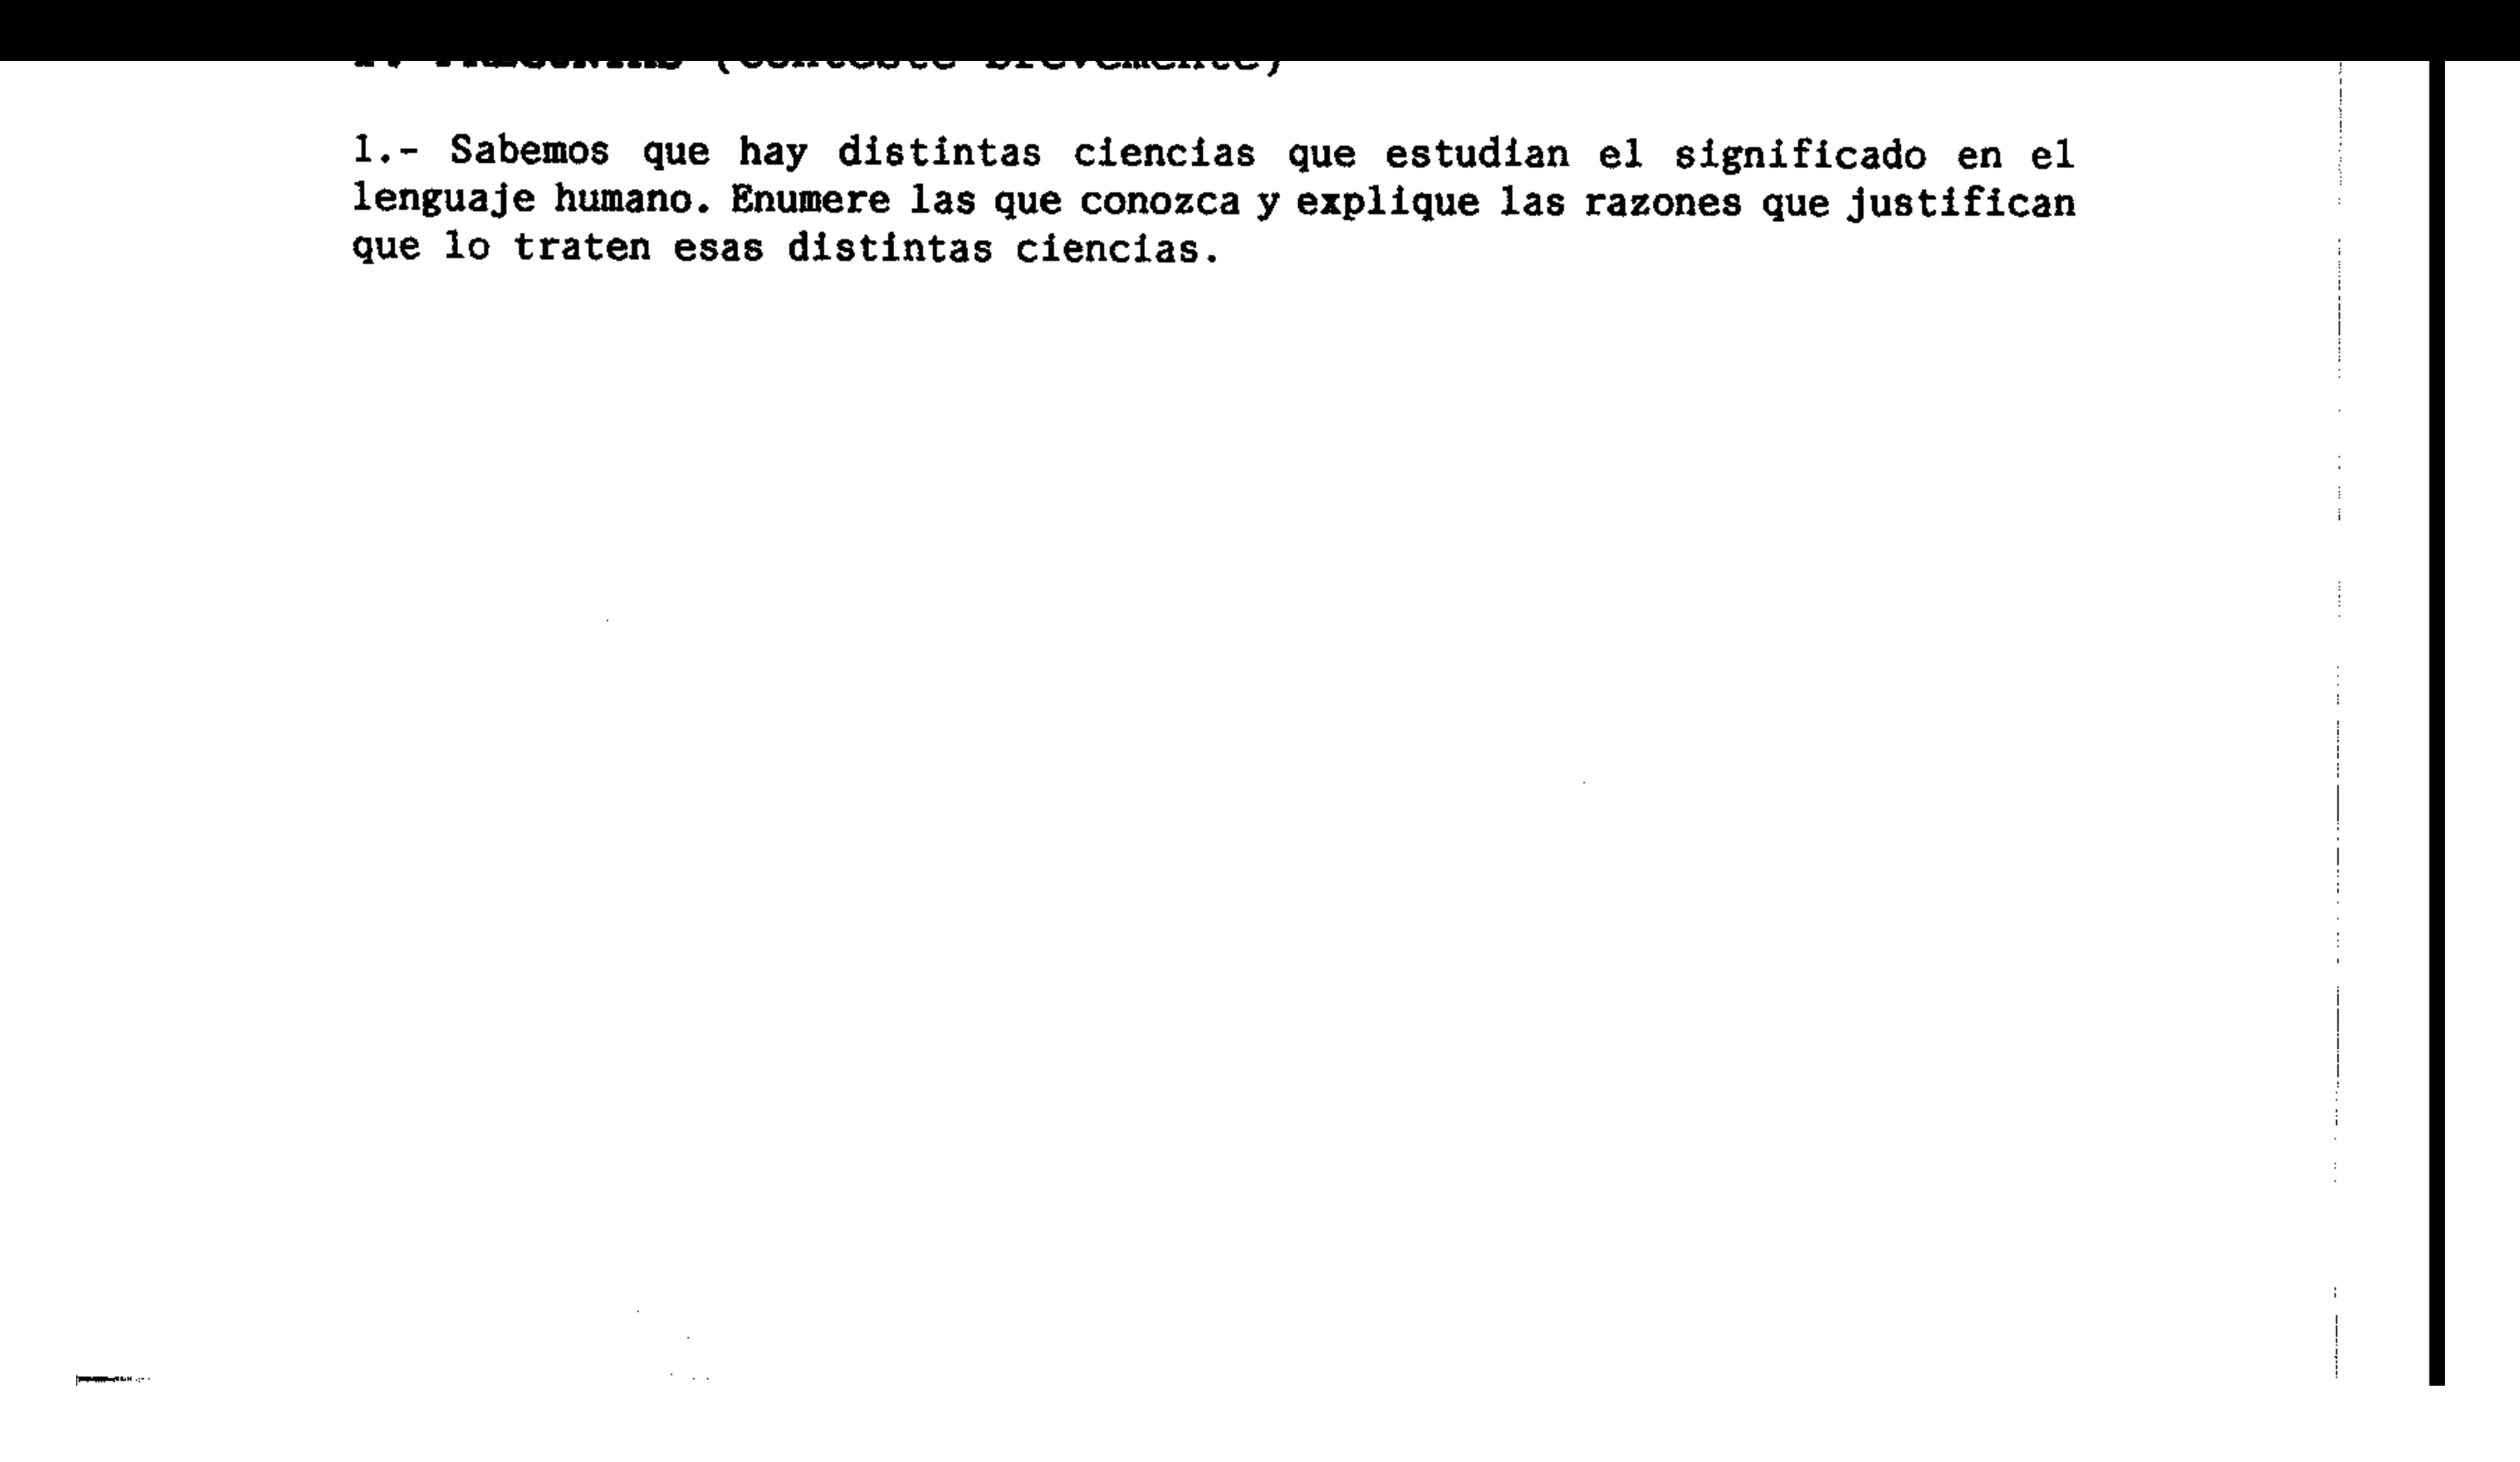 (conteste brevemente)
1.- Sabemos que hay distintas ciencias que estudian el significado en el
lenguaje humano. Enumere las que conozca y explique las razones que justifican
que lo traten esas distintas ciencias.